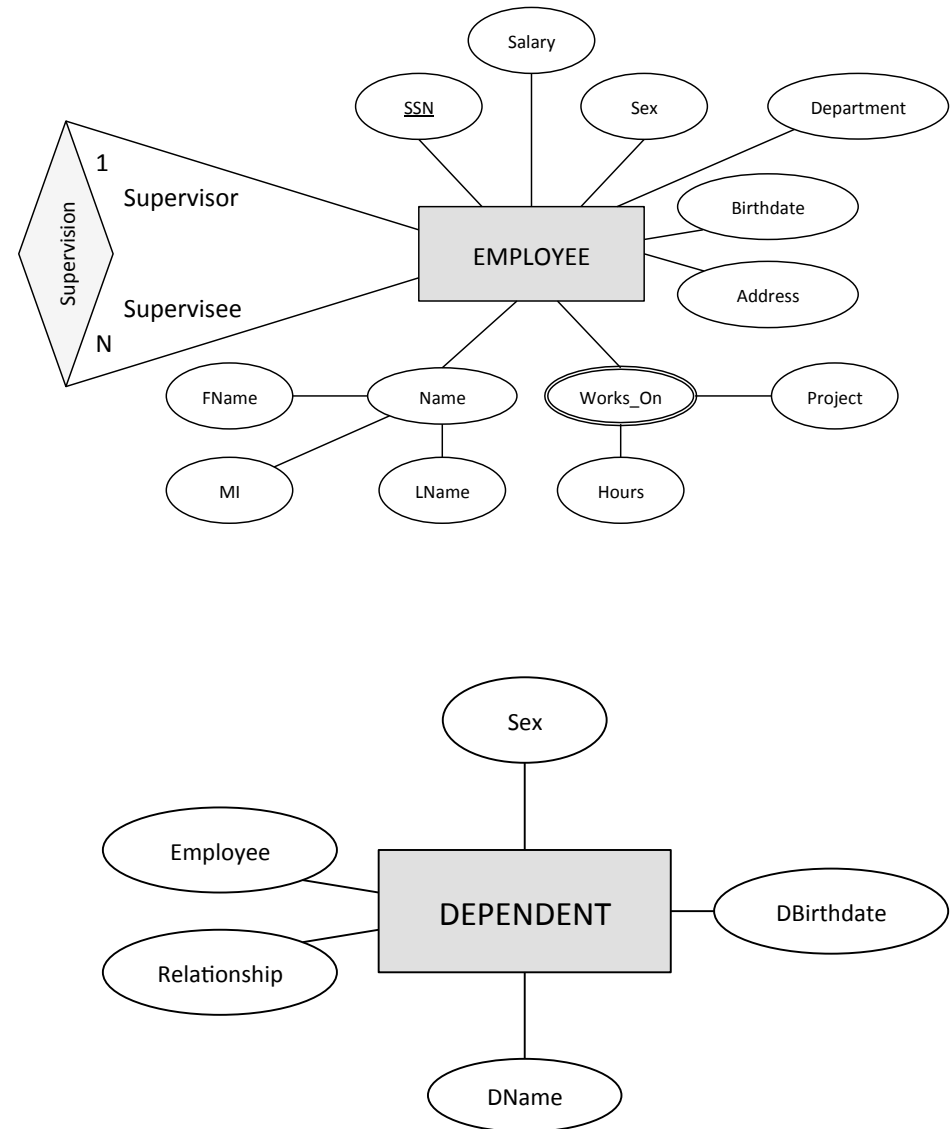 Salary
SSN
Sex
Department
1
Supervisor
Birthdate
Supervision
EMPLOYEE
Address
Supervisee
N
FName
Name
Works_On
Project
MI
LName
Hours
Sex
Employee
DEPENDENT
DBirthdate
Relationship
DName